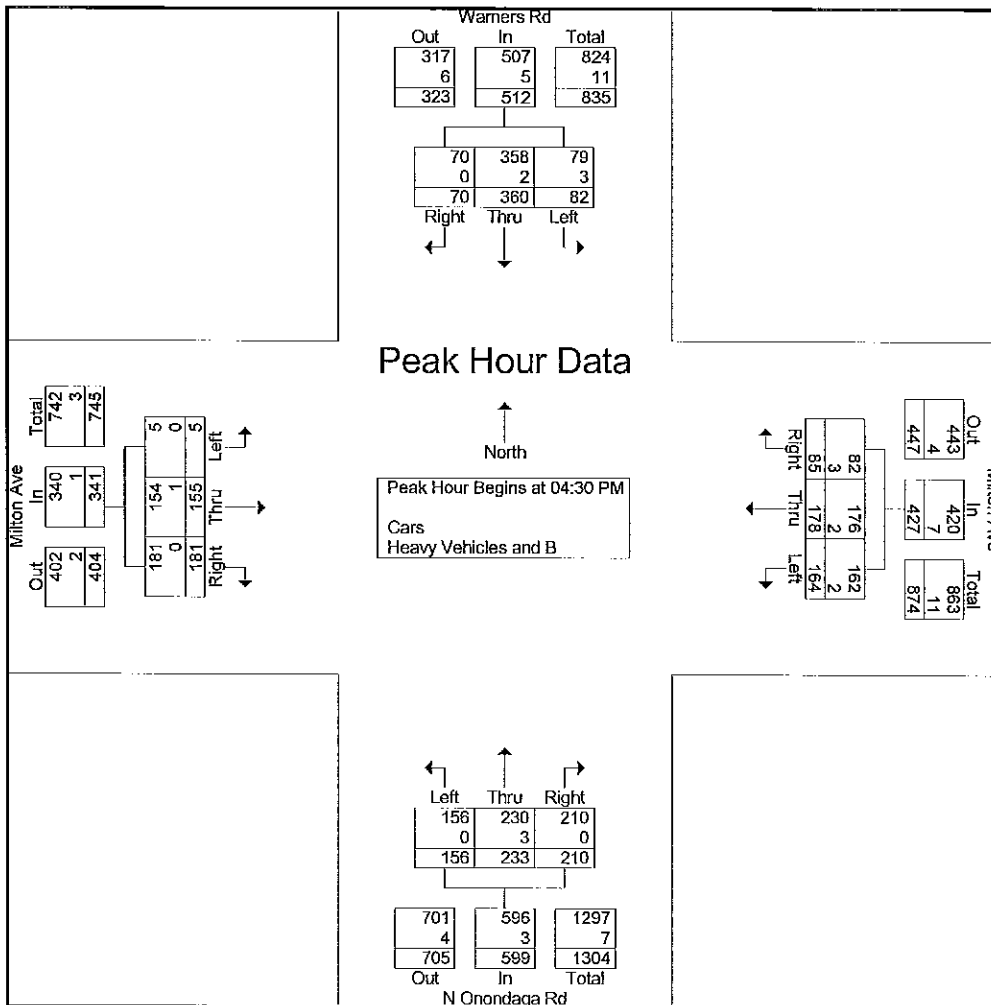 Warners Rd
Out In Total
317 507 824
6 5 11
323 512 835
70 358 79
0 2 3
70 360 82
Right Thru Left
Peak Hour Data
North
Peak Hour Begins at 04:30 PM
Cars
Heavy Vehicles and B
Milton Ave
Out In Total
402 340 742
2 1 3
404 341 745
Left Thru Right
5 154 181
0 1 0
5 155 181
Out In Total
443 420 863
4 7 11
447 427 874
Right Thru Left
82 176 162
3 2 2
85 178 164
Left Thru Right
156 230 210
0 3 0
156 233 210
701 596 1297
4 3 7
705 599 1304
Out In Total
N Onondaga Rd